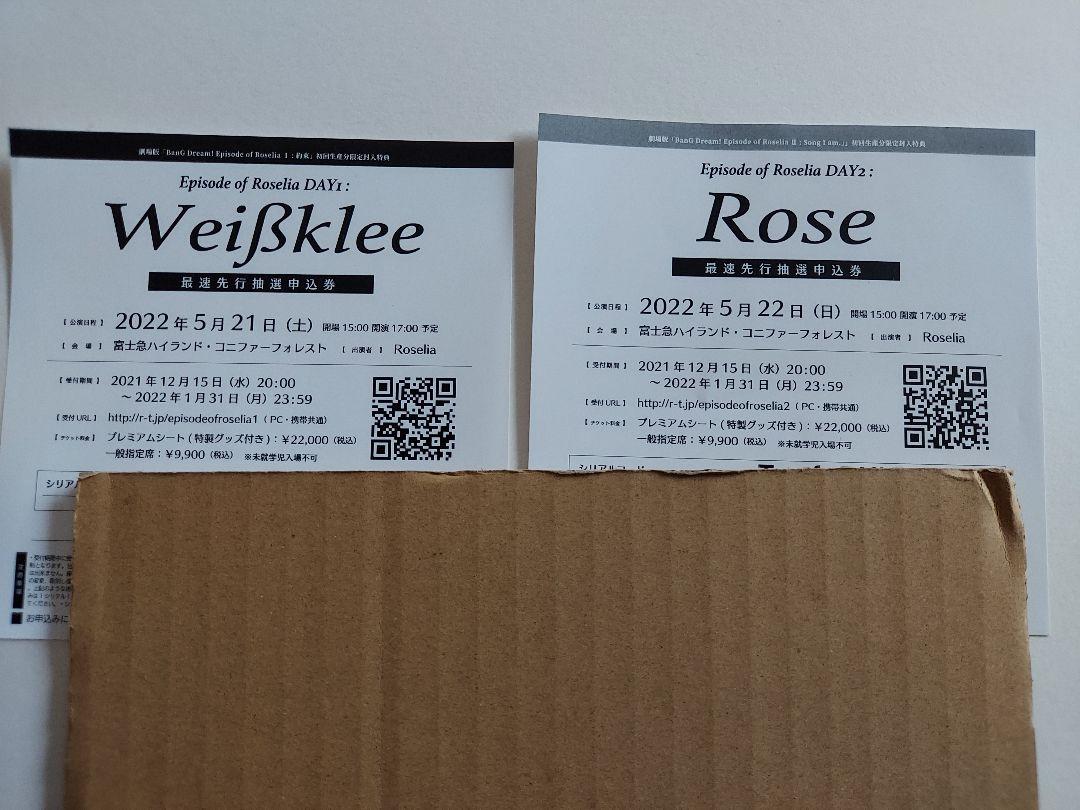 劇場版「BanG Dream! Episode of Roselia Ⅰ : 約束」初回生産分限定封入特典
Episode of Roselia DAY1 :
Weißklee
最速先行抽選申込券
【公演日程】 2022年5月21日（土）開場 15:00 開演 17:00 予定
【会 場】 富士急ハイランド・コニファーフォレスト 【出演者】 Roselia
【受付期間】 2021年12月15日（水）20:00
～2022年1月31日（月）23:59
【受付URL】 http://r-t.jp/episodeofroselia1（PC・携帯共通）
【チケット料金】 プレミアムシート（特製グッズ付き）: ¥22,000（税込）
一般指定席 : ¥9,900（税込） ※未就学児入場不可
シリアル
お申込みに
劇場版「BanG Dream! Episode of Roselia Ⅱ : Song I am.」初回生産分限定封入特典
Episode of Roselia DAY2 :
Rose
最速先行抽選申込券
【公演日程】 2022年5月22日（日）開場 15:00 開演 17:00 予定
【会 場】 富士急ハイランド・コニファーフォレスト 【出演者】 Roselia
【受付期間】 2021年12月15日（水）20:00
～2022年1月31日（月）23:59
【受付URL】 http://r-t.jp/episodeofroselia2（PC・携帯共通）
【チケット料金】 プレミアムシート（特製グッズ付き）: ¥22,000（税込）
一般指定席 : ¥9,900（税込） ※未就学児入場不可
シリアルコード